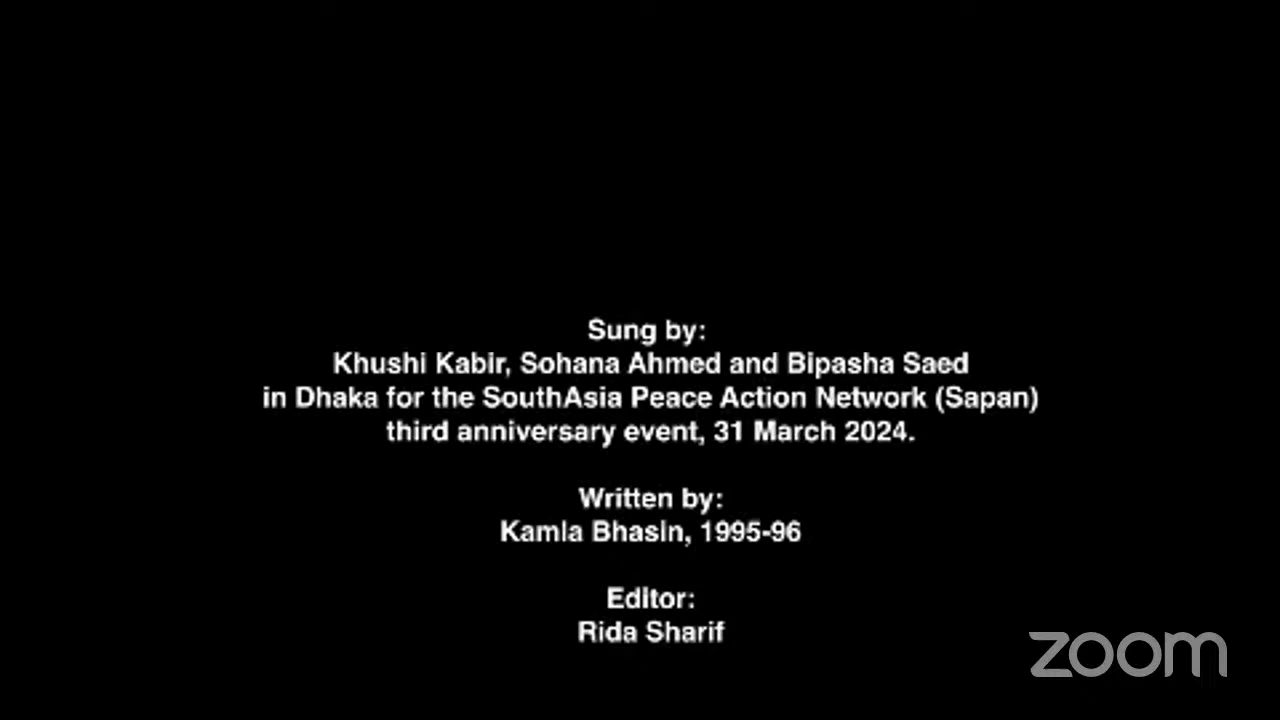 Sung by:
Khushi Kabir, Sohana Ahmed and Bipasha Saed
in Dhaka for the SouthAsia Peace Action Network (Sapan)
third anniversary event, 31 March 2024.
Written by:
Kamla Bhasin, 1995-96
Editor:
Rida Sharif
zoom